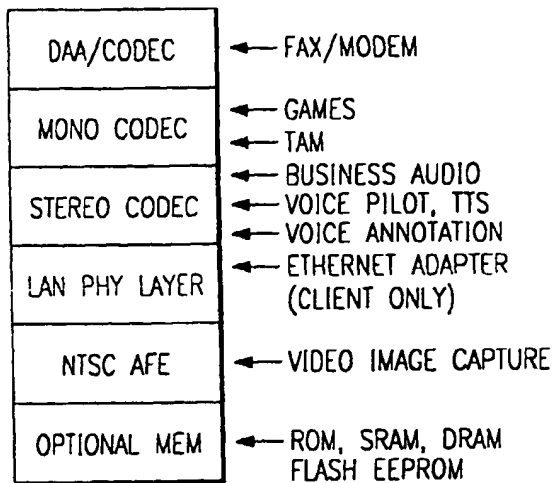 DAA/CODEC
FAX/MODEM
MONO CODEC
GAMES
TAM
STEREO CODEC
BUSINESS AUDIO
VOICE PILOT, TTS
VOICE ANNOTATION
LAN PHY LAYER
ETHERNET ADAPTER
(CLIENT ONLY)
NTSC AFE
VIDEO IMAGE CAPTURE
OPTIONAL MEM
ROM, SRAM, DRAM
FLASH EEPROM